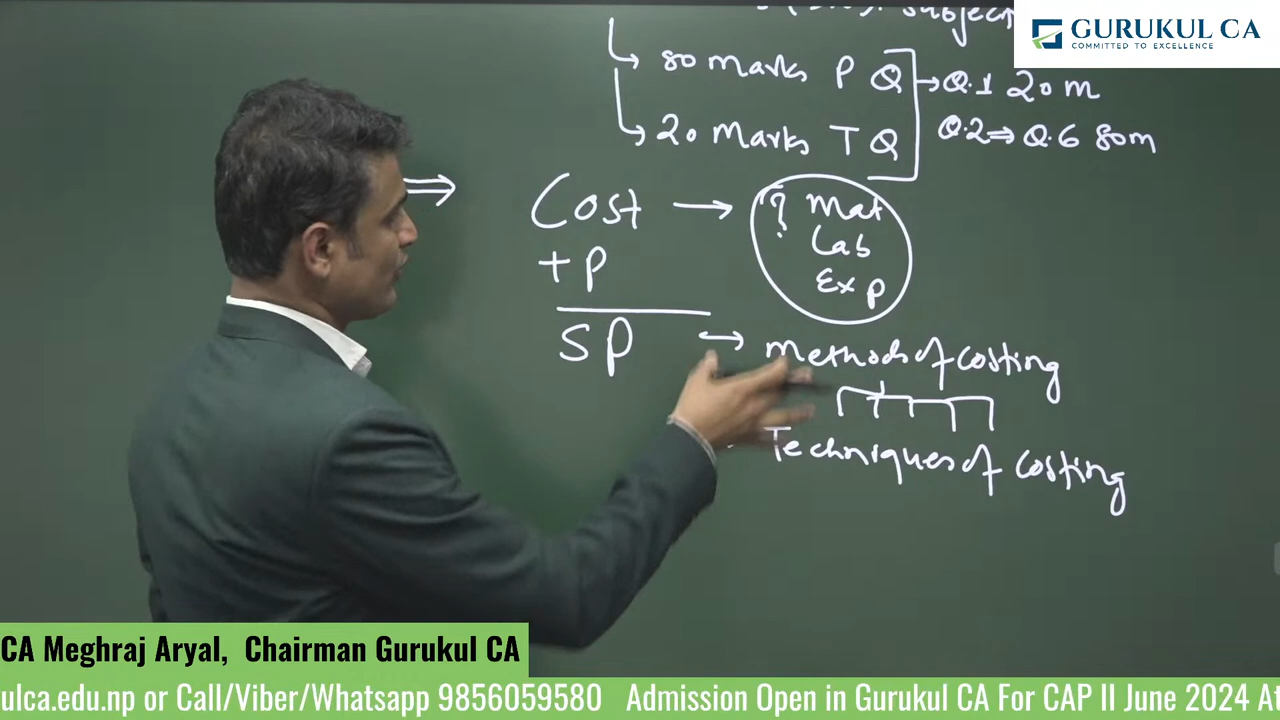 GURUKUL CA
COMMITTED TO EXCELLENCE
80 marks P Q
Q.1 20 m
20 Marks T Q
Q.2 ⇒ Q.6 80m
Cost → ? Mat
Lab
Exp
+ P
SP
methods of costing
Techniques of costing
CA Meghraj Aryal, Chairman Gurukul CA
ulca.edu.np or Call/Viber/Whatsapp 9856059580 Admission Open in Gurukul CA For CAP II June 2024 At